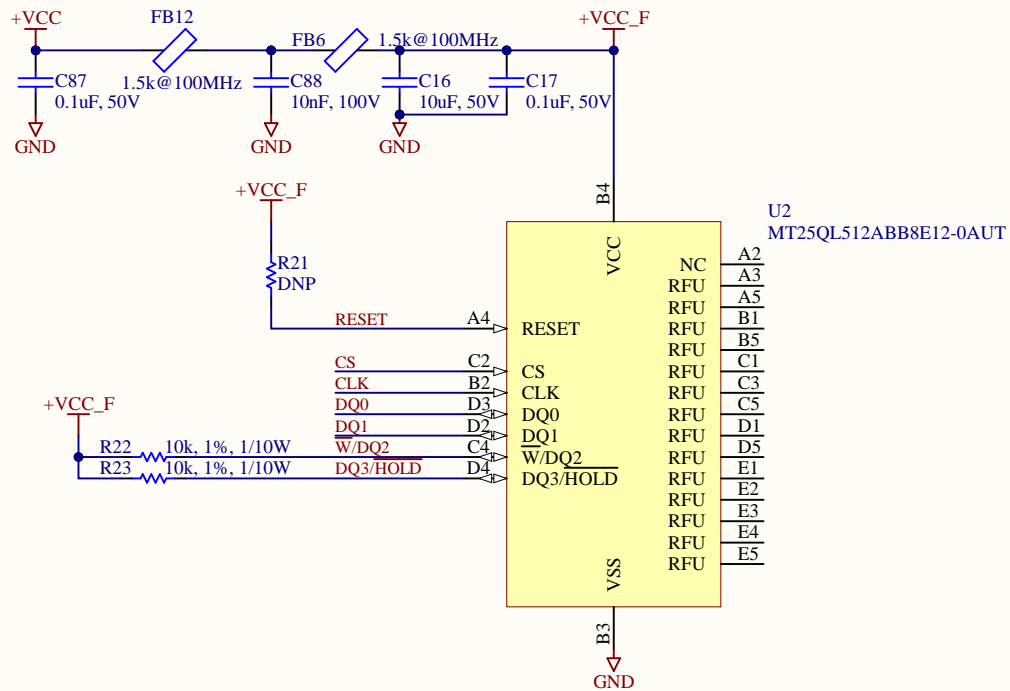 +VCC
FB12
FB6
1.5k@100MHz
+VCC_F
C87
0.1uF, 50V
1.5k@100MHz
C88
10nF, 100V
C16
10uF, 50V
C17
0.1uF, 50V
GND
GND
GND
+VCC_F
R21
DNP
B4
U2
MT25QL512ABB8E12-0AUT
VCC
RESET
A4
RESET
CS
C2
CS
CLK
B2
CLK
DQ0
D3
DQ0
DQ1
D2
DQ1
+VCC_F
R22
10k, 1%, 1/10W
W̅/DQ2
C4
W̅/DQ2
R23
10k, 1%, 1/10W
DQ3/H̅O̅L̅D̅
D4
DQ3/H̅O̅L̅D̅
NC A2
RFU A3
RFU A5
RFU B1
RFU B5
RFU C1
RFU C3
RFU C5
RFU D1
RFU D5
RFU E1
RFU E2
RFU E3
RFU E4
RFU E5
VSS
B3
GND